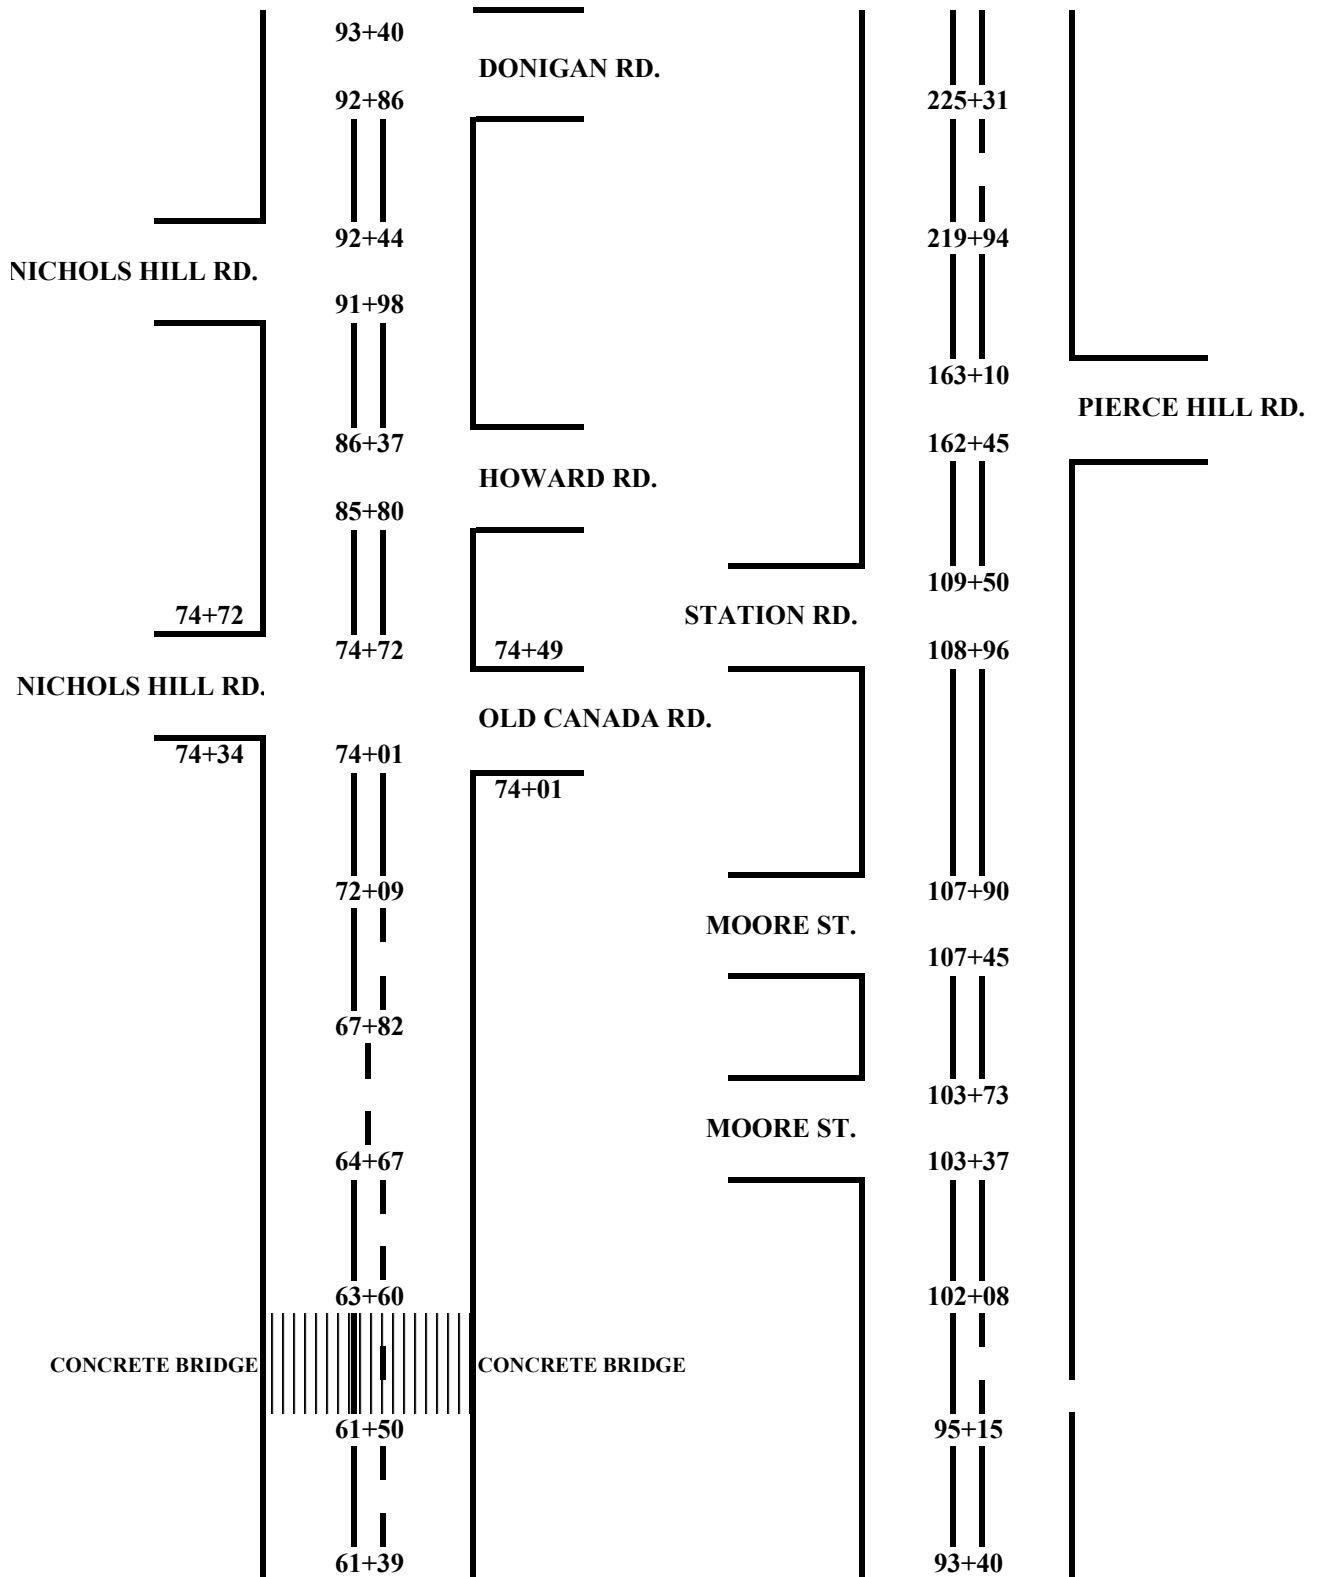 93+40
DONIGAN RD.
92+86
92+44
NICHOLS HILL RD.
91+98
86+37
HOWARD RD.
85+80
74+72
74+72
74+49
NICHOLS HILL RD.
OLD CANADA RD.
74+34
74+01
74+01
72+09
67+82
64+67
63+60
CONCRETE BRIDGE
CONCRETE BRIDGE
61+50
61+39
225+31
219+94
163+10
PIERCE HILL RD.
162+45
109+50
STATION RD.
108+96
107+90
MOORE ST.
107+45
103+73
MOORE ST.
103+37
102+08
95+15
93+40